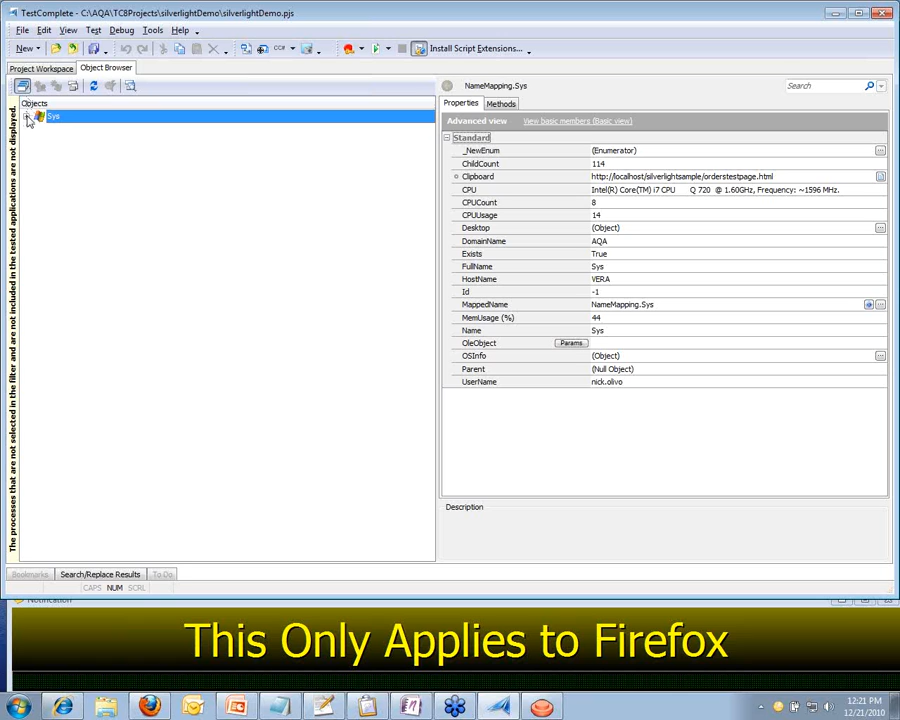 TestComplete - C:\AQA\TC8Projects\silverlightDemo\silverlightDemo.pjs
File Edit View Test Debug Tools Help
New Install Script Extensions...
Project Workspace Object Browser
The processes that are not selected in the filter and are not included in the tested applications are not displayed.
Objects
Sys
NameMapping.Sys Search
Properties Methods
Advanced view View basic members (Basic view)
Standard
_NewEnum (Enumerator)
ChildCount 114
Clipboard http://localhost/silverlightsample/orderstestpage.html
CPU Intel(R) Core(TM) i7 CPU Q 720 @ 1.60GHz, Frequency: ~1596 MHz.
CPUCount 8
CPUUsage 14
Desktop (Object)
DomainName AQA
Exists True
FullName Sys
HostName VERA
Id -1
MappedName NameMapping.Sys
MemUsage (%) 44
Name Sys
OleObject Params
OSInfo (Object)
Parent (Null Object)
UserName nick.olivo
Description
Bookmarks Search/Replace Results To Do
CAPS NUM SCRL
Notification
This Only Applies to Firefox
12:21 PM
12/21/2010